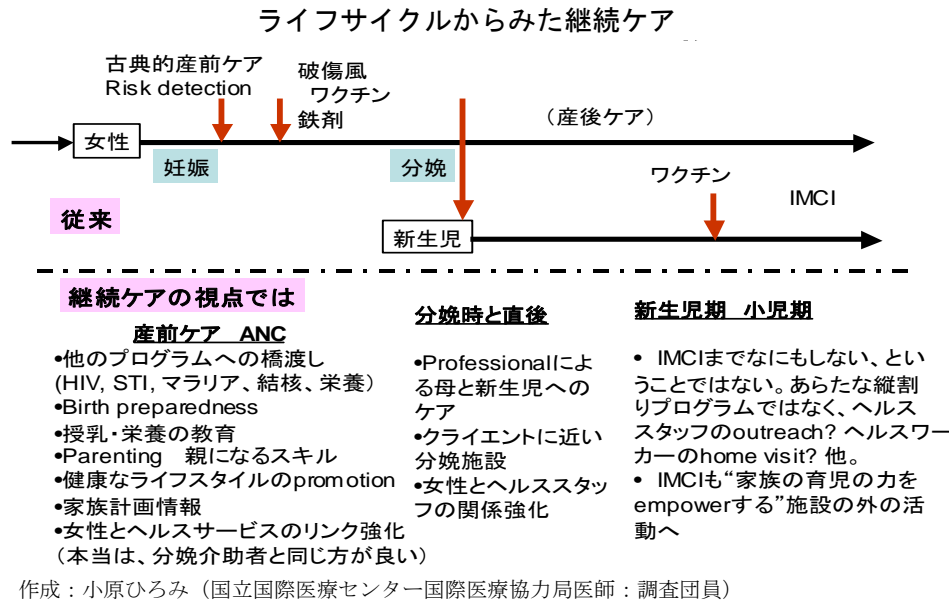 ライフサイクルからみた継続ケア
古典的産前ケア
Risk detection
破傷風
ワクチン
鉄剤
(産後ケア)
女性
妊娠
分娩
ワクチン
IMCI
従来
新生児
継続ケアの視点では
産前ケア ANC
•他のプログラムへの橋渡し
(HIV, STI, マラリア、結核、栄養)
•Birth preparedness
•授乳・栄養の教育
•Parenting 親になるスキル
•健康なライフスタイルのpromotion
•家族計画情報
•女性とヘルスサービスのリンク強化
(本当は、分娩介助者と同じ方が良い)
分娩時と直後
•Professionalによ
る母と新生児への
ケア
•クライエントに近い
分娩施設
•女性とヘルススタッ
フの関係強化
新生児期 小児期
• IMCIまでなにもしない、とい
うことではない。あらたな縦割
りプログラムではなく、ヘルス
スタッフのoutreach? ヘルスワー
カーのhome visit? 他。
• IMCIも“家族の育児の力を
empowerする”施設の外の活
動へ
作成：小原ひろみ（国立国際医療センター国際医療協力局医師：調査団員）